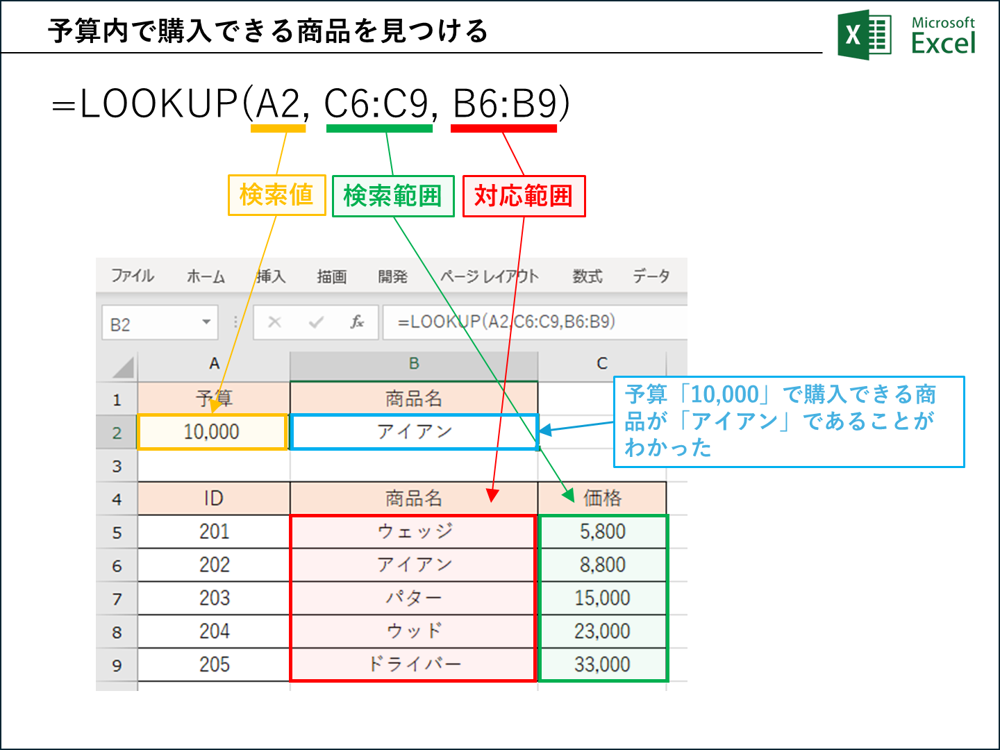 予算内で購入できる商品を見つける
Microsoft
Excel
=LOOKUP(A2, C6:C9, B6:B9)
検索値 検索範囲 対応範囲
ファイル ホーム 挿入 描画 開発 ページ レイアウト 数式 データ
B2 fx =LOOKUP(A2,C6:C9,B6:B9)
A B C
1 予算 商品名
2 10,000 アイアン
予算「10,000」で購入できる商
品が「アイアン」であることが
わかった
3
4 ID 商品名 価格
5 201 ウェッジ 5,800
6 202 アイアン 8,800
7 203 パター 15,000
8 204 ウッド 23,000
9 205 ドライバー 33,000